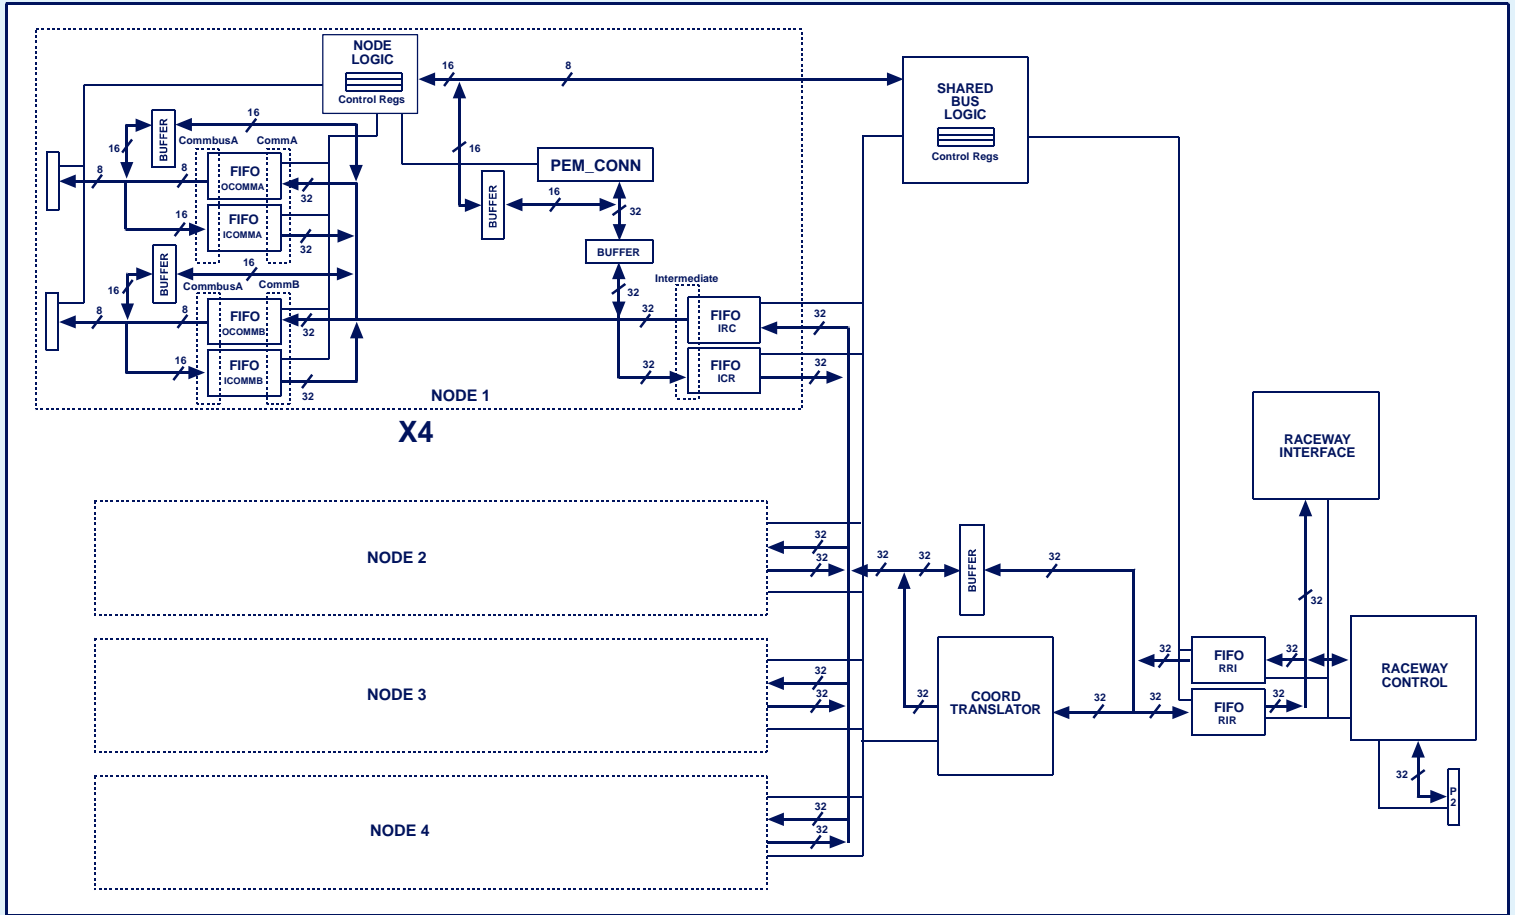 NODE
LOGIC
Control Regs
16
8
SHARED
BUS
LOGIC
Control Regs
16
BUFFER
16
CommbusA
CommA
8
8
FIFO
OCOMMA
32
16
FIFO
ICOMMA
32
16
PEM_CONN
BUFFER
16
32
BUFFER
32
16
BUFFER
16
CommbusA
CommB
8
8
FIFO
OCOMMB
32
16
FIFO
ICOMMB
32
Intermediate
32
FIFO
IRC
32
32
FIFO
ICR
32
NODE 1
X4
RACEWAY
INTERFACE
NODE 2
32
32
32
32
BUFFER
32
32
NODE 3
32
32
COORD
TRANSLATOR
32
32
32
32
FIFO
RRI
32
FIFO
RIR
32
RACEWAY
CONTROL
32
P
2
NODE 4
32
32